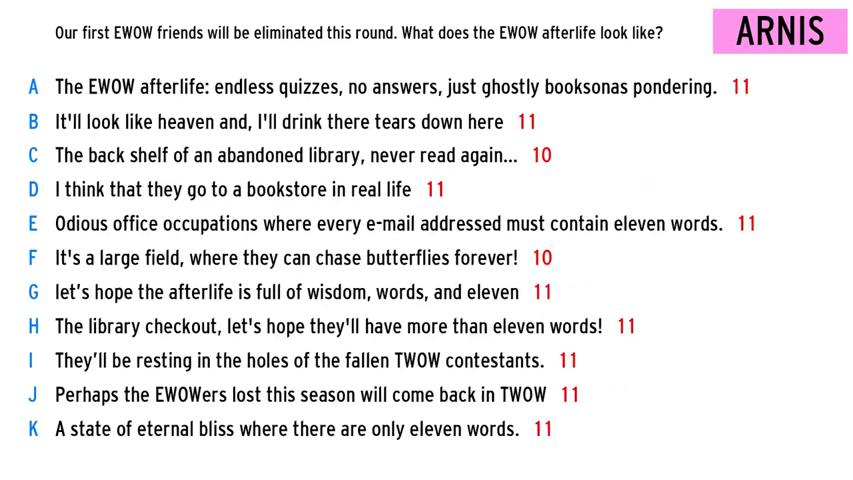 Our first EWOW friends will be eliminated this round. What does the EWOW afterlife look like?
ARNIS
A The EWOW afterlife: endless quizzes, no answers, just ghostly booksonas pondering. 11
B It'll look like heaven and, I'll drink there tears down here 11
C The back shelf of an abandoned library, never read again... 10
D I think that they go to a bookstore in real life 11
E Odious office occupations where every e-mail addressed must contain eleven words. 11
F It's a large field, where they can chase butterflies forever! 10
G let's hope the afterlife is full of wisdom, words, and eleven 11
H The library checkout, let's hope they'll have more than eleven words! 11
I They'll be resting in the holes of the fallen TWOW contestants. 11
J Perhaps the EWOWers lost this season will come back in TWOW 11
K A state of eternal bliss where there are only eleven words. 11